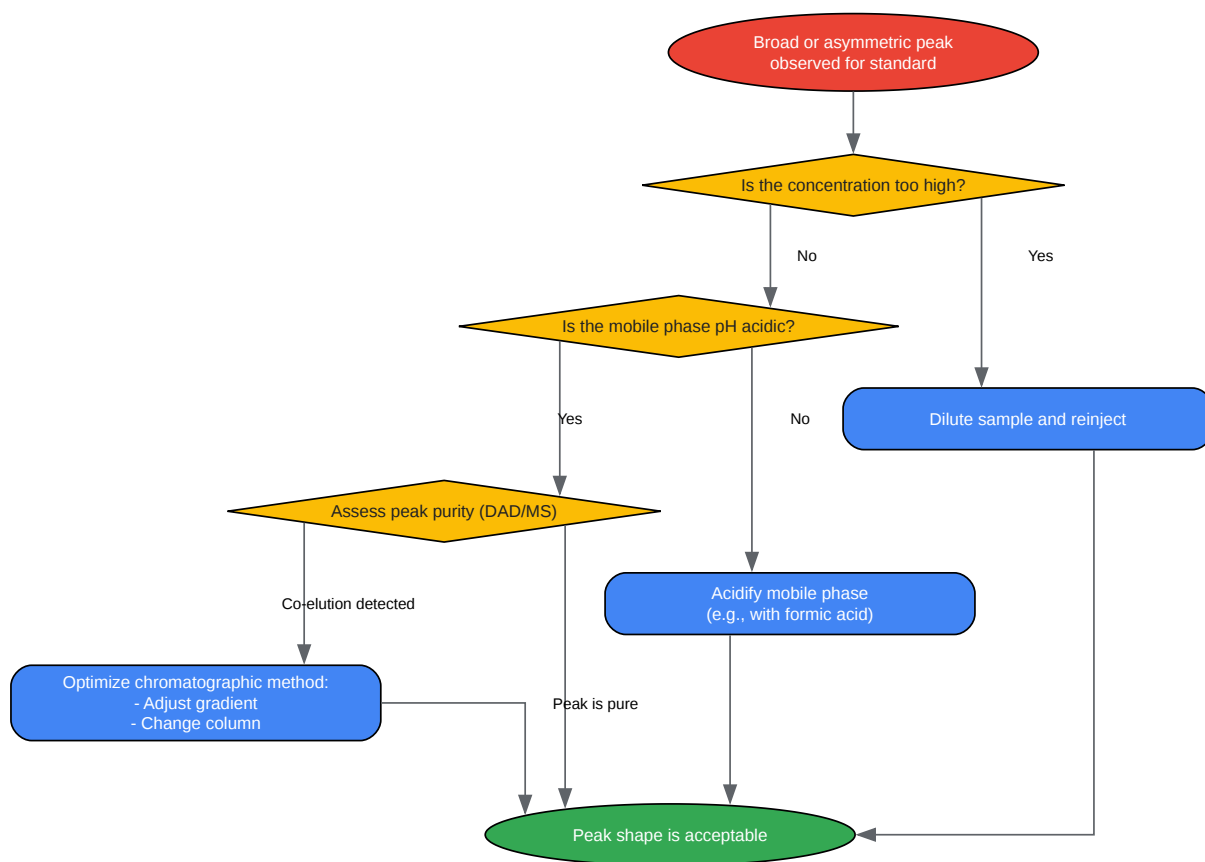 Broad or asymmetric peak
observed for standard
Is the concentration too high?
No
Yes
Is the mobile phase pH acidic?
Dilute sample and reinject
Yes
No
Assess peak purity (DAD/MS)
Acidify mobile phase
(e.g., with formic acid)
Co-elution detected
Optimize chromatographic method:
- Adjust gradient
- Change column
Peak is pure
Peak shape is acceptable